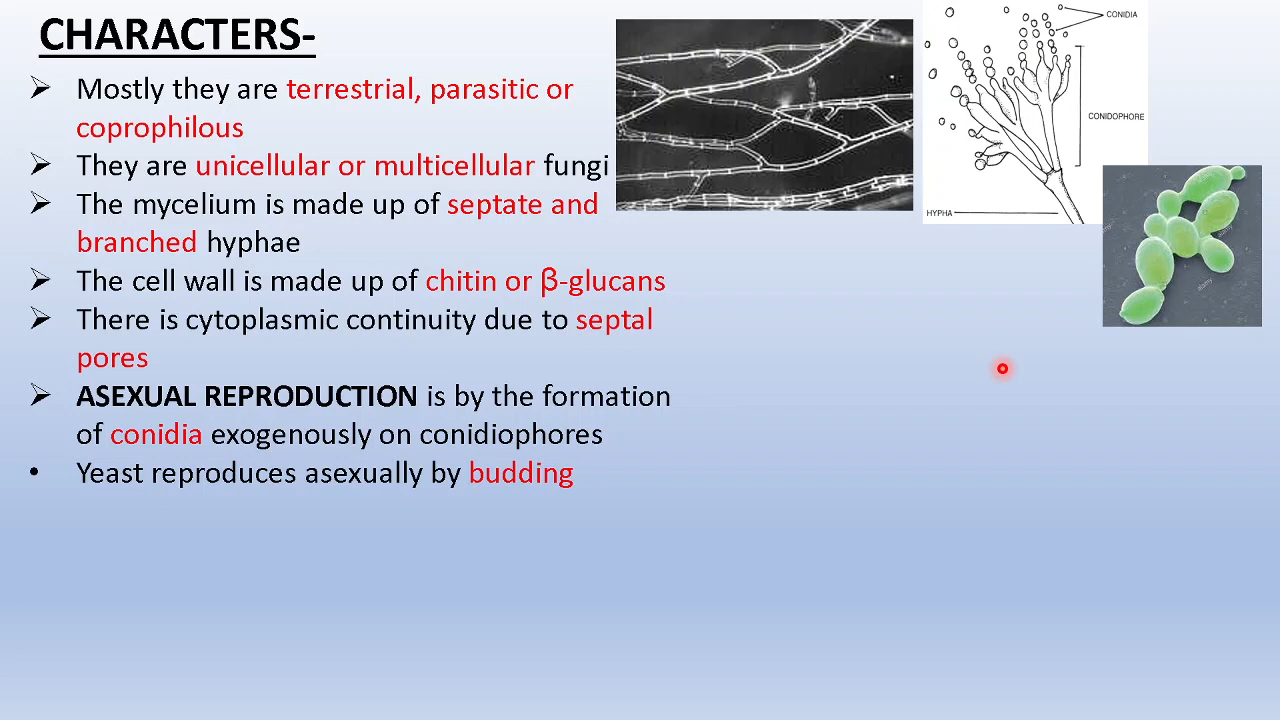 CHARACTERS-
➢ Mostly they are terrestrial, parasitic or
coprophilous
➢ They are unicellular or multicellular fungi
➢ The mycelium is made up of septate and
branched hyphae
➢ The cell wall is made up of chitin or β-glucans
➢ There is cytoplasmic continuity due to septal
pores
➢ ASEXUAL REPRODUCTION is by the formation
of conidia exogenously on conidiophores
• Yeast reproduces asexually by budding
CONIDIA
CONIDOPHORE
HYPHA
alamy
alamy